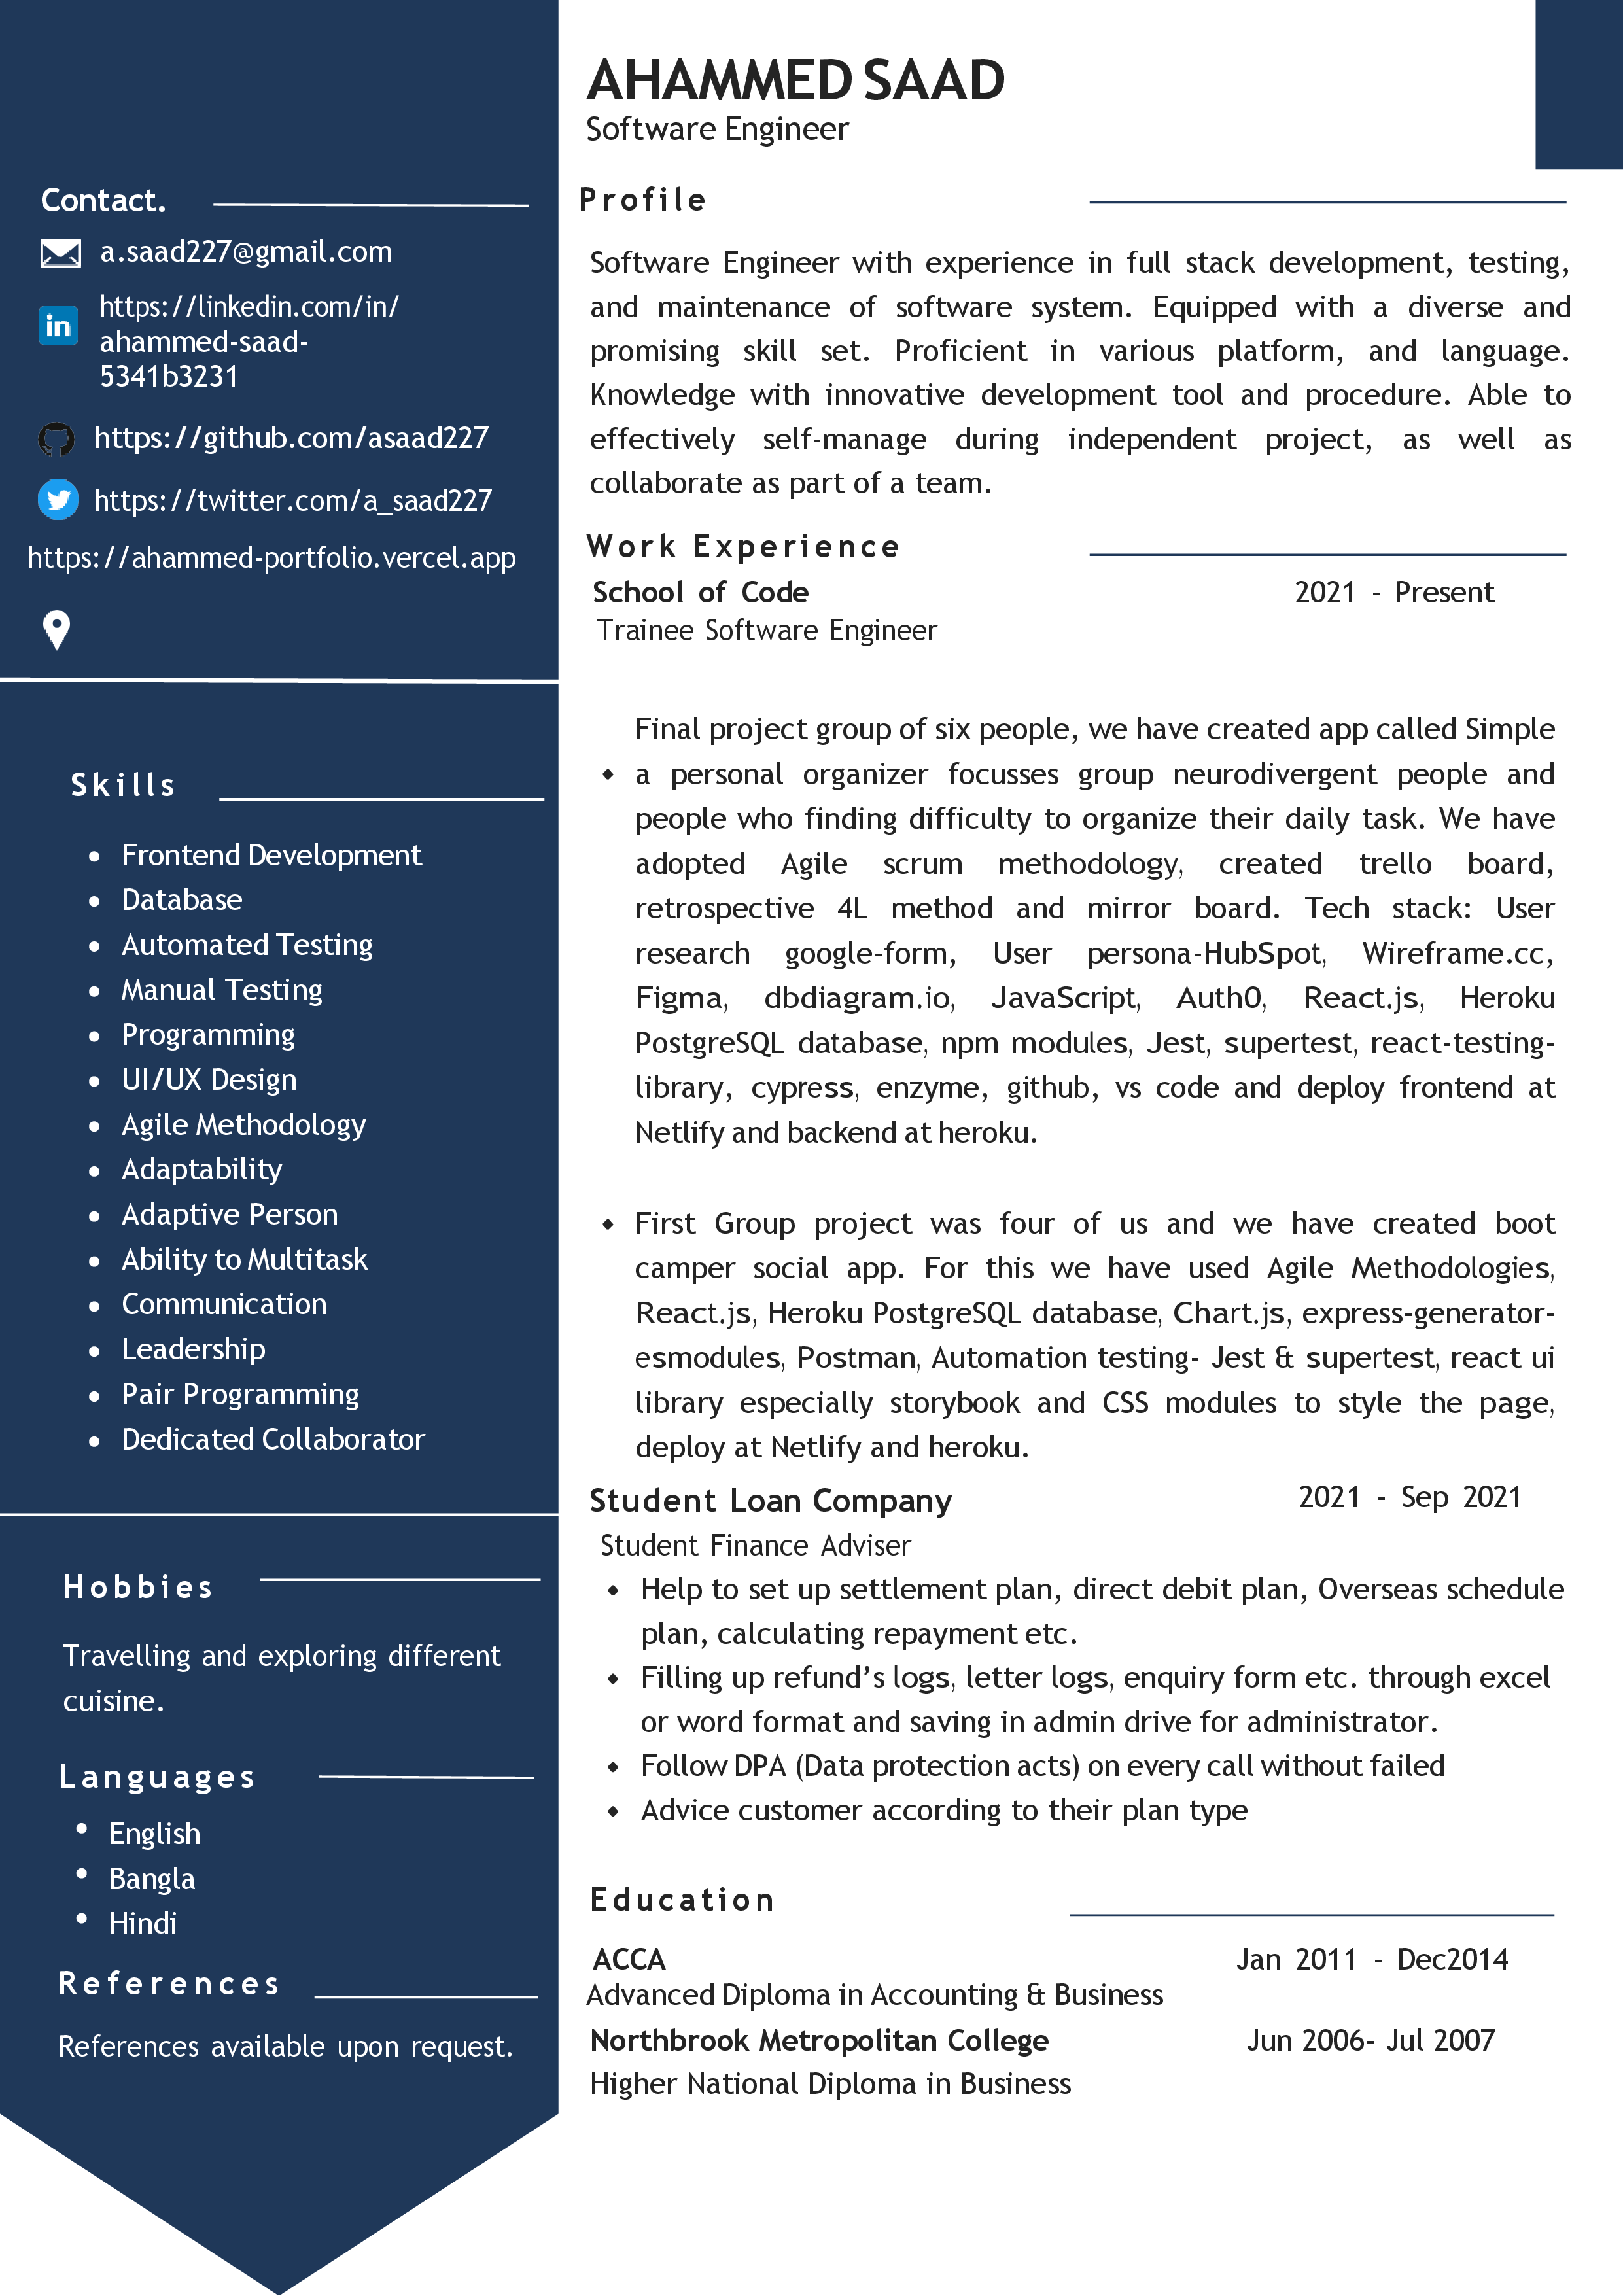 AHAMMED SAAD
Software Engineer
Contact.
a.saad227@gmail.com
https://linkedin.com/in/
ahammed-saad-
5341b3231
https://github.com/asaad227
https://twitter.com/a_saad227
https://ahammed-portfolio.vercel.app
Skills
Frontend Development
Database
Automated Testing
Manual Testing
Programming
UI/UX Design
Agile Methodology
Adaptability
Adaptive Person
Ability to Multitask
Communication
Leadership
Pair Programming
Dedicated Collaborator
Hobbies
Travelling and exploring different
cuisine.
Languages
English
Bangla
Hindi
References
References available upon request.
Profile
Software Engineer with experience in full stack development, testing,
and maintenance of software system. Equipped with a diverse and
promising skill set. Proficient in various platform, and language.
Knowledge with innovative development tool and procedure. Able to
effectively self-manage during independent project, as well as
collaborate as part of a team.
Work Experience
School of Code 2021 - Present
Trainee Software Engineer
Final project group of six people, we have created app called Simple
a personal organizer focusses group neurodivergent people and
people who finding difficulty to organize their daily task. We have
adopted Agile scrum methodology, created trello board,
retrospective 4L method and mirror board. Tech stack: User
research google-form, User persona-HubSpot, Wireframe.cc,
Figma, dbdiagram.io, JavaScript, Auth0, React.js, Heroku
PostgreSQL database, npm modules, Jest, supertest, react-testing-
library, cypress, enzyme, github, vs code and deploy frontend at
Netlify and backend at heroku.
First Group project was four of us and we have created boot
camper social app. For this we have used Agile Methodologies,
React.js, Heroku PostgreSQL database, Chart.js, express-generator-
esmodules, Postman, Automation testing- Jest & supertest, react ui
library especially storybook and CSS modules to style the page,
deploy at Netlify and heroku.
Student Loan Company 2021 - Sep 2021
Student Finance Adviser
Help to set up settlement plan, direct debit plan, Overseas schedule
plan, calculating repayment etc.
Filling up refund’s logs, letter logs, enquiry form etc. through excel
or word format and saving in admin drive for administrator.
Follow DPA (Data protection acts) on every call without failed
Advice customer according to their plan type
Education
ACCA Jan 2011 - Dec2014
Advanced Diploma in Accounting & Business
Northbrook Metropolitan College Jun 2006- Jul 2007
Higher National Diploma in Business